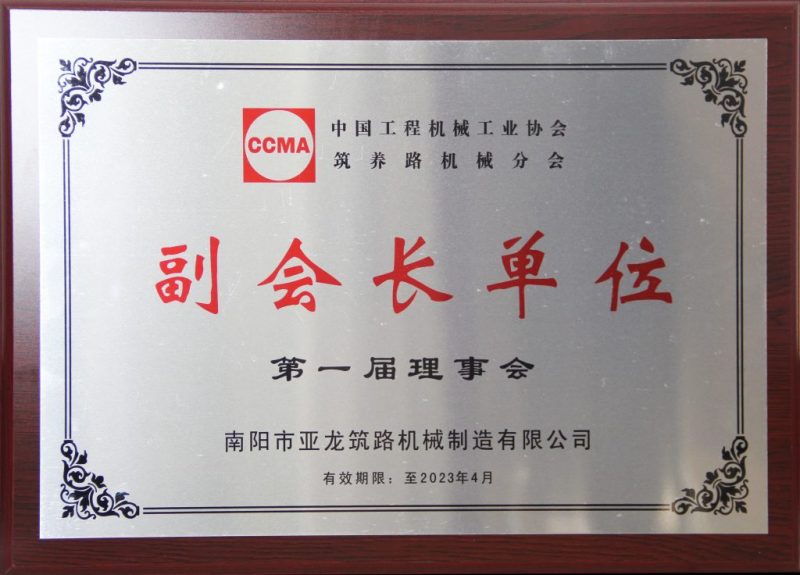 CCMA
中国工程机械工业协会
筑养路机械分会
副会长单位
第一届理事会
南阳市亚龙筑路机械制造有限公司
有效期限：至2023年4月